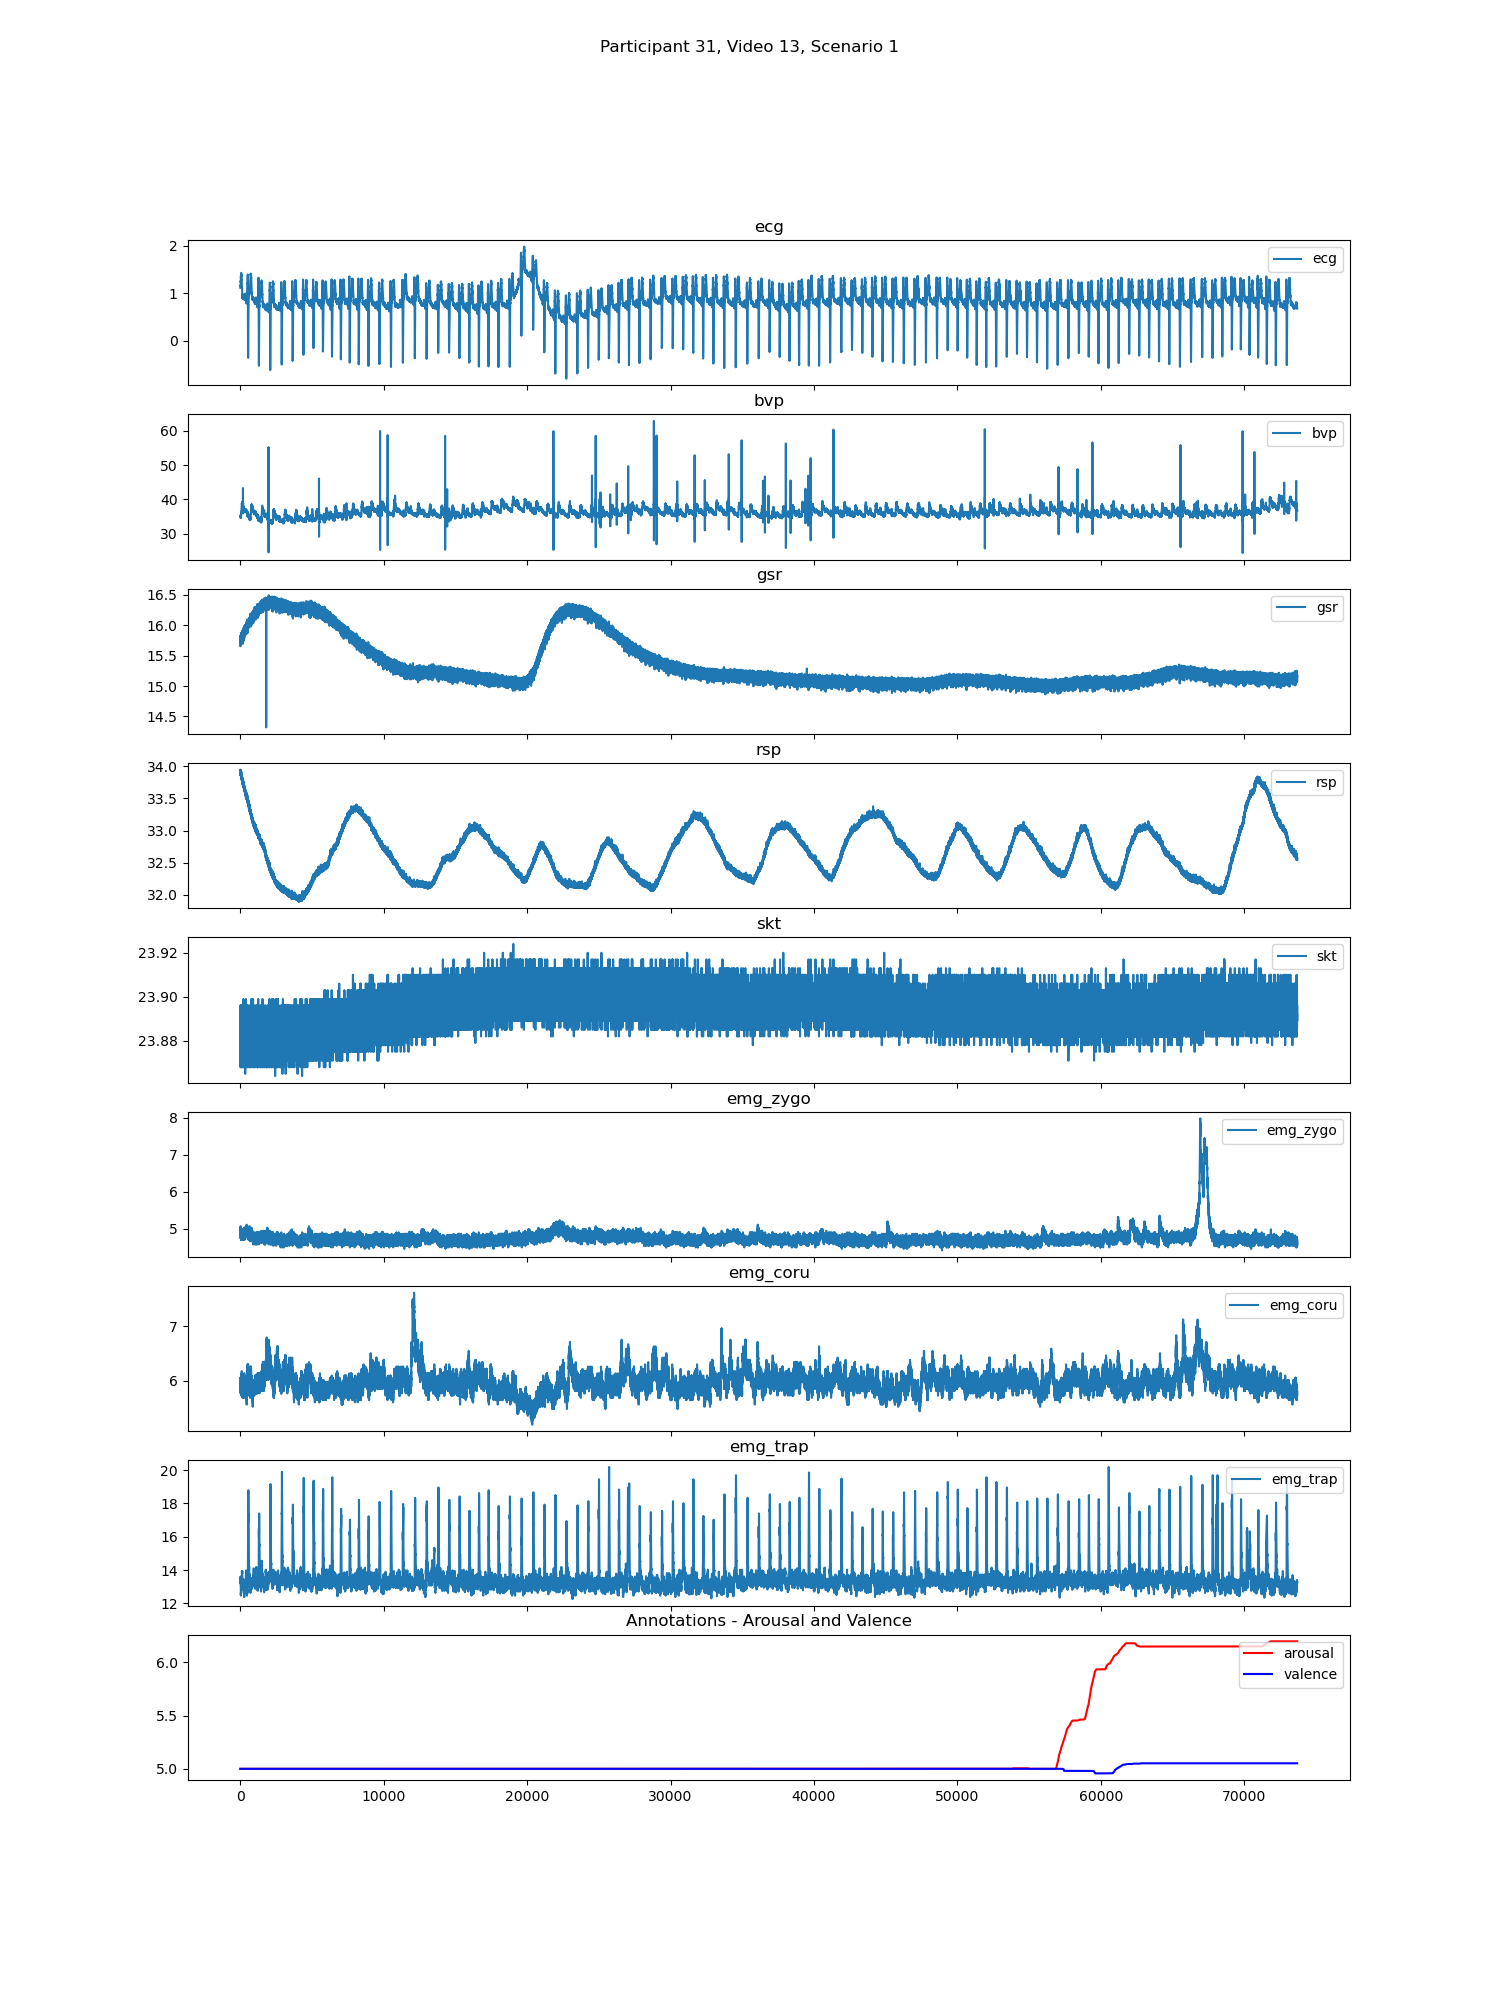 Participant 31, Video 13, Scenario 1
ecg
2
1
0
ecg
bvp
60
50
40
30
bvp
gsr
16.5
16.0
15.5
15.0
14.5
gsr
rsp
34.0
33.5
33.0
32.5
32.0
rsp
skt
23.92
23.90
23.88
skt
emg_zygo
8
7
6
5
emg_zygo
emg_coru
7
6
emg_coru
emg_trap
20
18
16
14
12
emg_trap
Annotations - Arousal and Valence
6.0
5.5
5.0
arousal
valence
0 10000 20000 30000 40000 50000 60000 70000